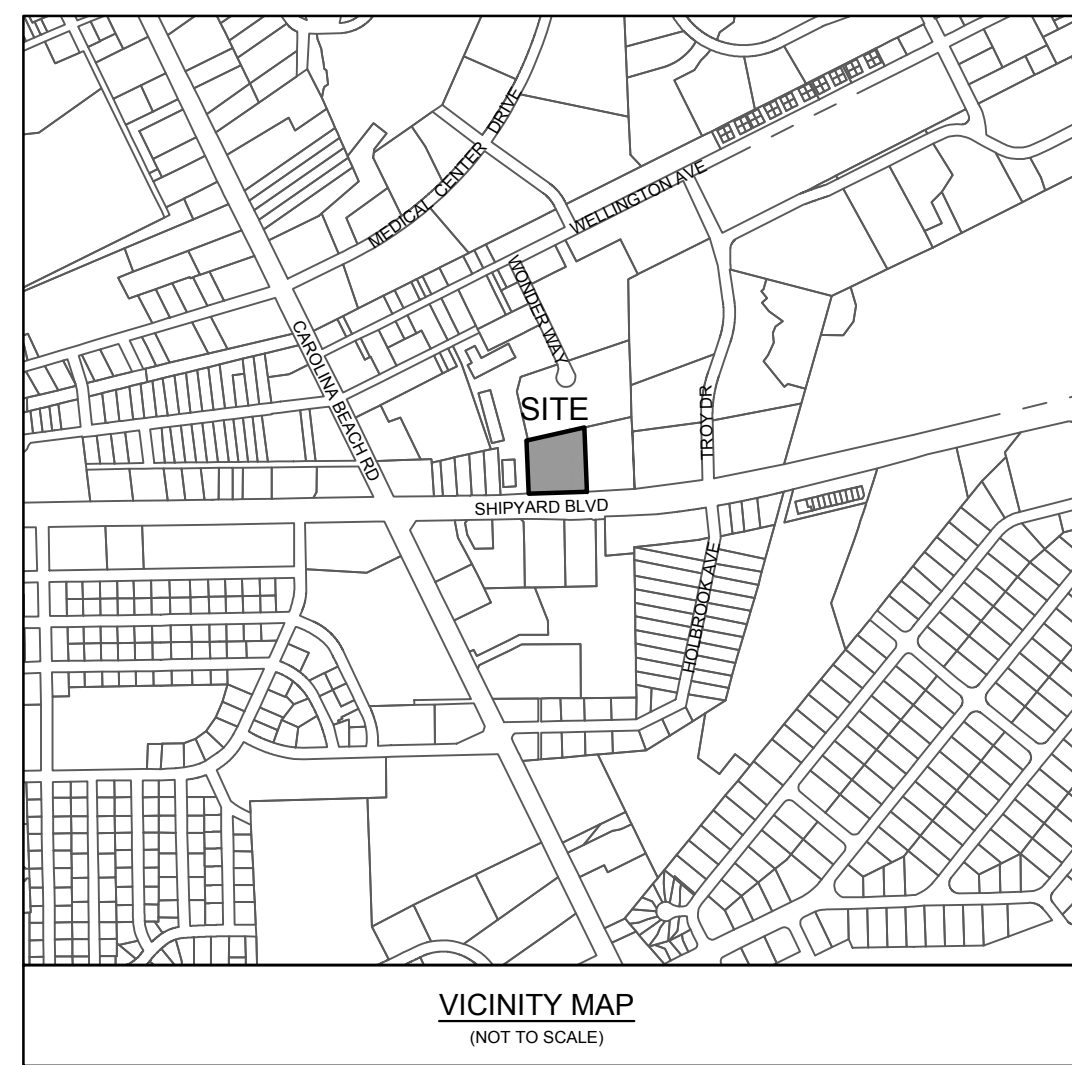 MEDICAL CENTER DRIVE
WELLINGTON AVE
WONDER WAY
CAROLINA BEACH RD
SITE
TROY DR
SHIPYARD BLVD
HOLBROOK AVE
VICINITY MAP
(NOT TO SCALE)